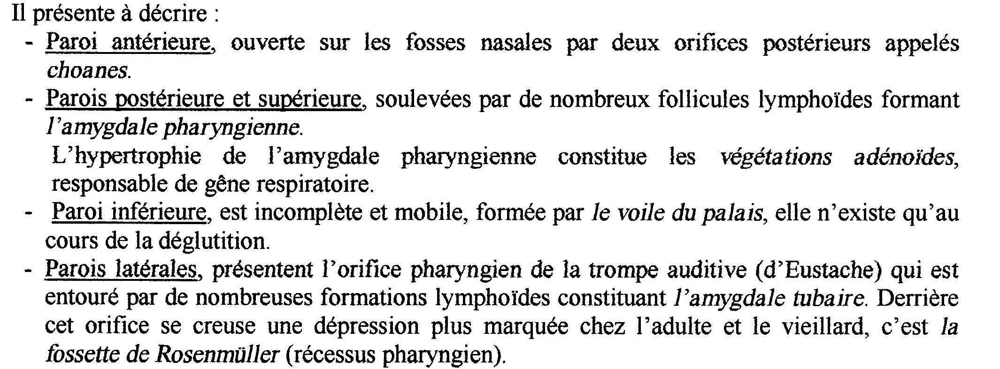 Il présente à décrire :
- Paroi antérieure, ouverte sur les fosses nasales par deux orifices postérieurs appelés
choanes.
- Parois postérieure et supérieure, soulevées par de nombreux follicules lymphoïdes formant
l’amygdale pharyngienne.
L’hypertrophie de l’amygdale pharyngienne constitue les végétations adénoïdes,
responsable de gêne respiratoire.
- Paroi inférieure, est incomplète et mobile, formée par le voile du palais, elle n’existe qu’au
cours de la déglutition.
- Parois latérales, présentent l’orifice pharyngien de la trompe auditive (d’Eustache) qui est
entouré par de nombreuses formations lymphoïdes constituant l’amygdale tubaire. Derrière
cet orifice se creuse une dépression plus marquée chez l’adulte et le vieillard, c’est la
fossette de Rosenmüller (récessus pharyngien).